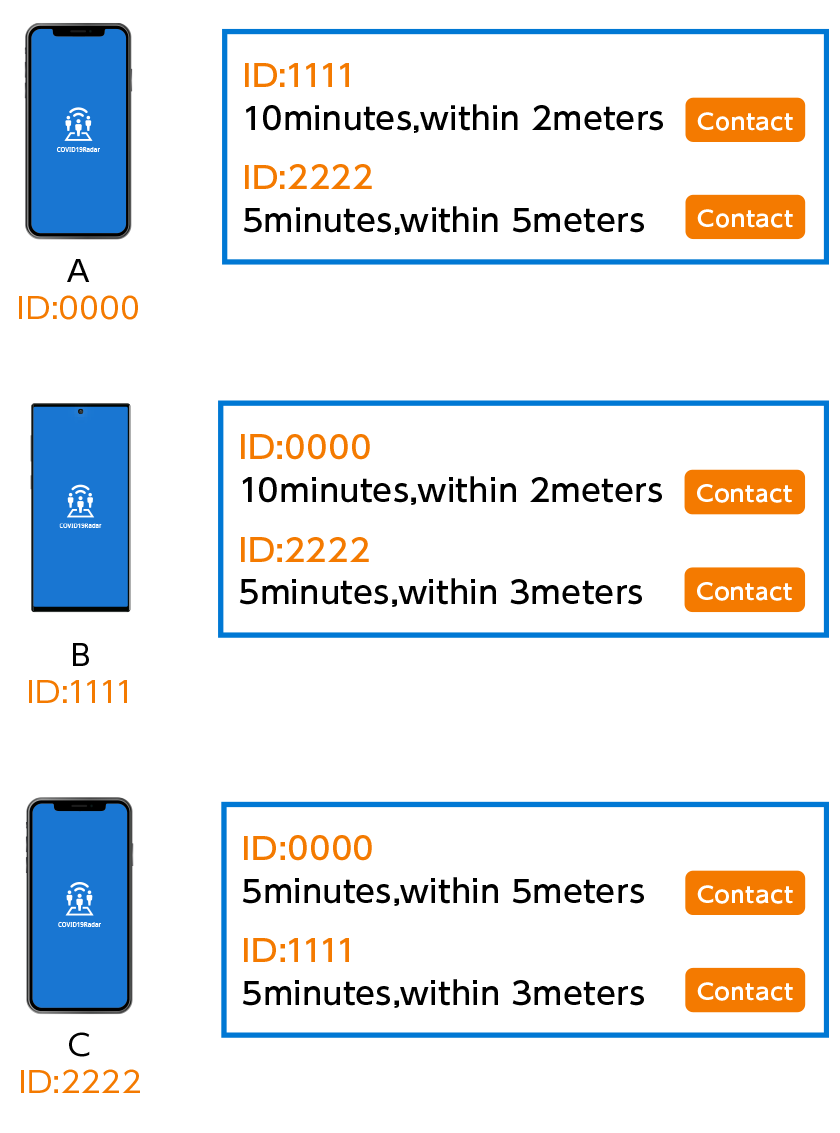 COVID19Radar
A
ID:0000
ID:1111
10minutes,within 2meters
Contact
ID:2222
5minutes,within 5meters
Contact
COVID19Radar
B
ID:1111
ID:0000
10minutes,within 2meters
Contact
ID:2222
5minutes,within 3meters
Contact
COVID19Radar
C
ID:2222
ID:0000
5minutes,within 5meters
Contact
ID:1111
5minutes,within 3meters
Contact